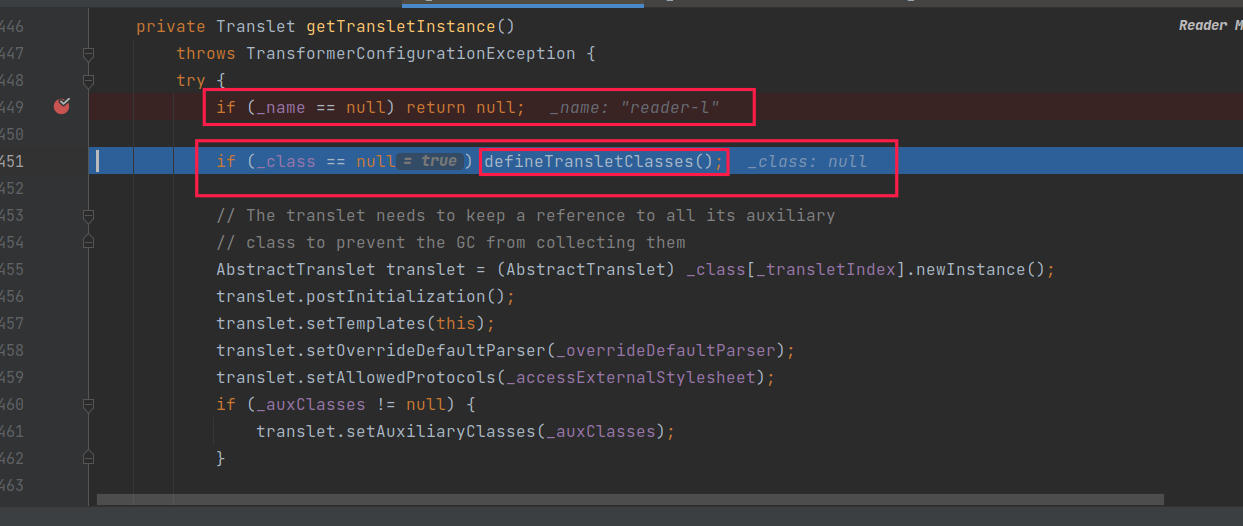 446 private Translet getTransletInstance() Reader M
447 throws TransformerConfigurationException {
448 try {
449 if (_name == null) return null; _name: "reader-l"
450
451 if (_class == null = true ) defineTransletClasses(); _class: null
452
453 // The translet needs to keep a reference to all its auxiliary
454 // class to prevent the GC from collecting them
455 AbstractTranslet translet = (AbstractTranslet) _class[_transletIndex].newInstance();
456 translet.postInitialization();
457 translet.setTemplates(this);
458 translet.setOverrideDefaultParser(_overrideDefaultParser);
459 translet.setAllowedProtocols(_accessExternalStylesheet);
460 if (_auxClasses != null) {
461 translet.setAuxiliaryClasses(_auxClasses);
462 }
463